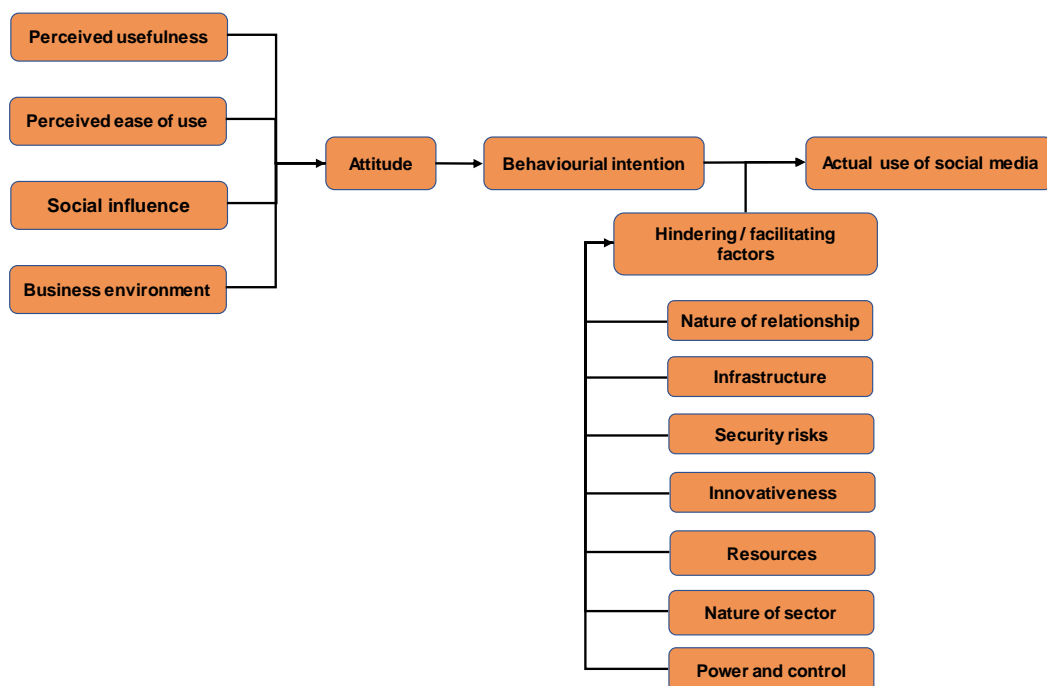 Perceived usefulness
Perceived ease of use
Social influence
Business environment
Attitude
Behaviourial intention
Actual use of social media
Hindering / facilitating
factors
Nature of relationship
Infrastructure
Security risks
Innovativeness
Resources
Nature of sector
Power and control